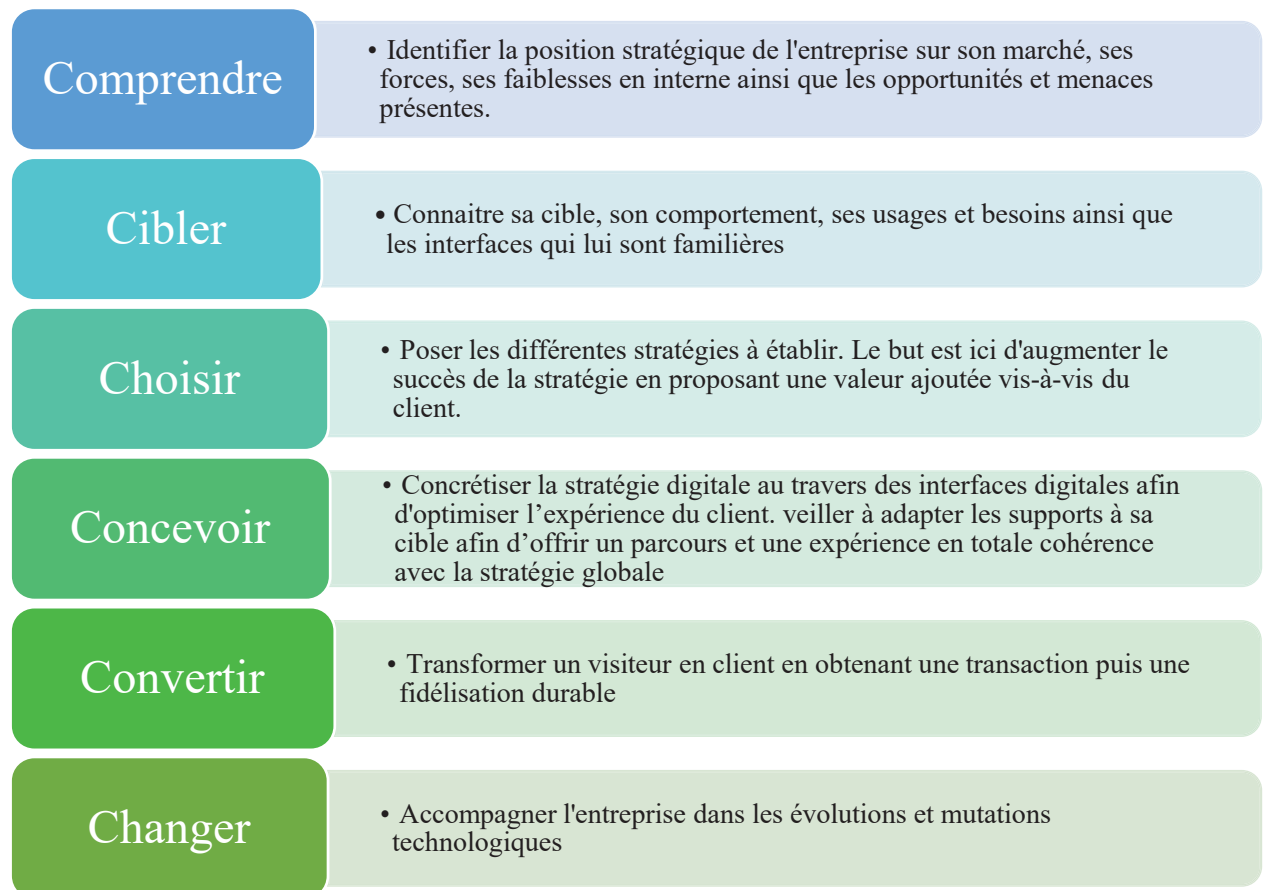 Comprendre
• Identifier la position stratégique de l'entreprise sur son marché, ses
forces, ses faiblesses en interne ainsi que les opportunités et menaces
présentes.
Cibler
• Connaitre sa cible, son comportement, ses usages et besoins ainsi que
les interfaces qui lui sont familières
Choisir
• Poser les différentes stratégies à établir. Le but est ici d'augmenter le
succès de la stratégie en proposant une valeur ajoutée vis-à-vis du
client.
Concevoir
• Concrétiser la stratégie digitale au travers des interfaces digitales afin
d'optimiser l’expérience du client. veiller à adapter les supports à sa
cible afin d’offrir un parcours et une expérience en totale cohérence
avec la stratégie globale
Convertir
• Transformer un visiteur en client en obtenant une transaction puis une
fidélisation durable
Changer
• Accompagner l'entreprise dans les évolutions et mutations
technologiques